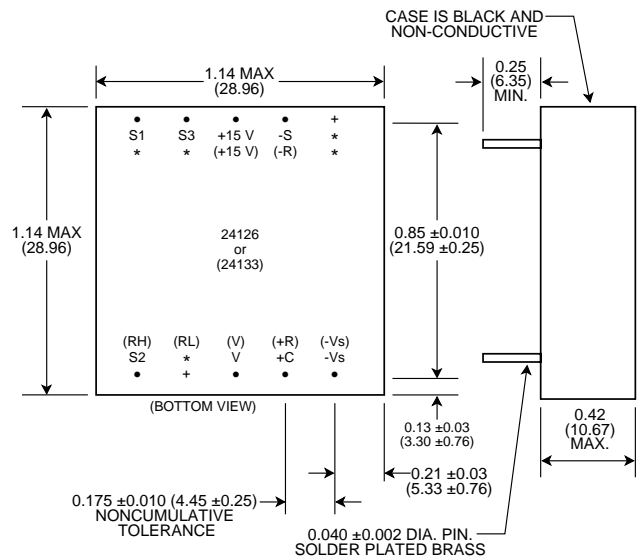 CASE IS BLACK AND
NON-CONDUCTIVE
1.14 MAX
(28.96)
0.25
(6.35)
MIN.
• • • • +
S1 S3 +15 V -S *
* * (+15 V) (-R) *
1.14 MAX
(28.96)
24126
or
(24133)
0.85 ±0.010
(21.59 ±0.25)
(RH) (RL) (V) (+R) (-Vs)
S2 * V +C -Vs
• + • • •
(BOTTOM VIEW)
0.13 ±0.03
(3.30 ±0.76)
0.42
(10.67)
MAX.
0.21 ±0.03
(5.33 ±0.76)
0.175 ±0.010 (4.45 ±0.25)
NONCUMULATIVE
TOLERANCE
0.040 ±0.002 DIA. PIN.
SOLDER PLATED BRASS